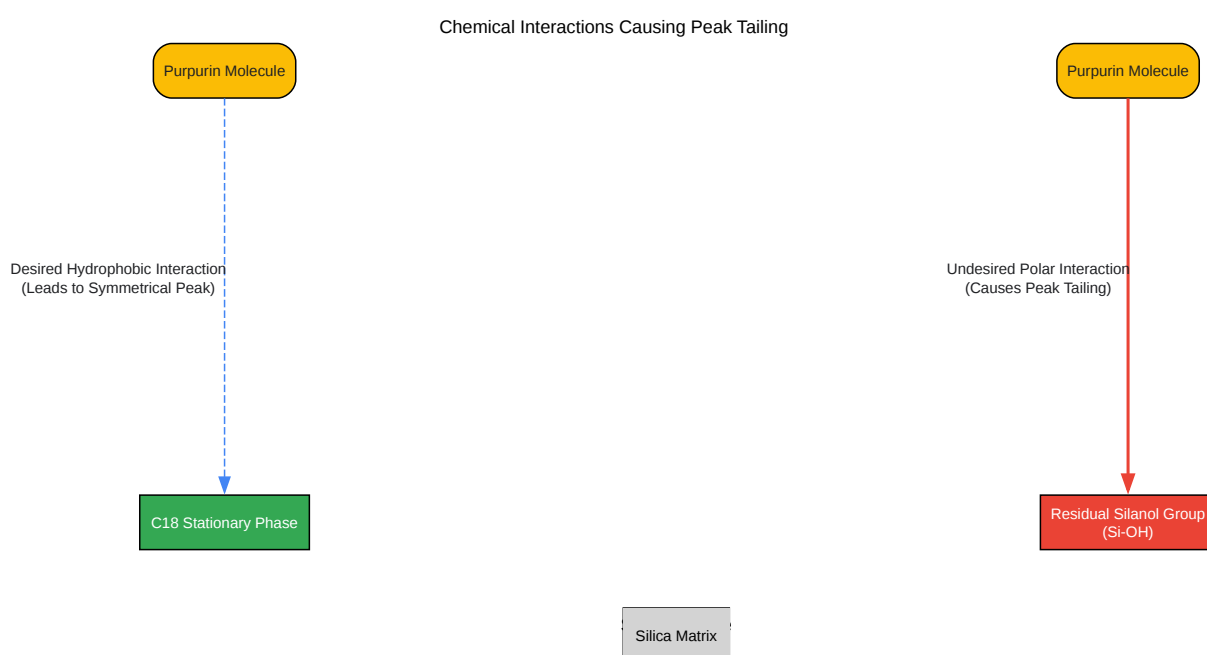 Chemical Interactions Causing Peak Tailing
Purpurin Molecule
Purpurin Molecule
Desired Hydrophobic Interaction
(Leads to Symmetrical Peak)
Undesired Polar Interaction
(Causes Peak Tailing)
C18 Stationary Phase
Residual Silanol Group
(Si-OH)
Silica Matrix